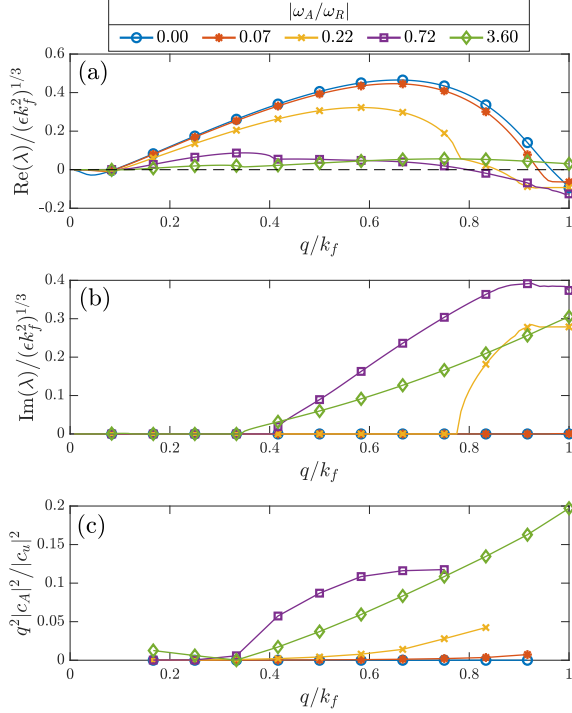 |ω_A/ω_R|
0.00 0.07 0.22 0.72 3.60
(a)
Re(λ)/(ϵk_f^2)^{1/3}
0.6
0.4
0.2
0
-0.2
0 0.2 0.4 0.6 0.8 1
q/k_f
(b)
Im(λ)/(ϵk_f^2)^{1/3}
0.4
0.3
0.2
0.1
0
0 0.2 0.4 0.6 0.8 1
q/k_f
(c)
q^2|c_A|^2/|c_u|^2
0.2
0.15
0.1
0.05
0
0 0.2 0.4 0.6 0.8 1
q/k_f